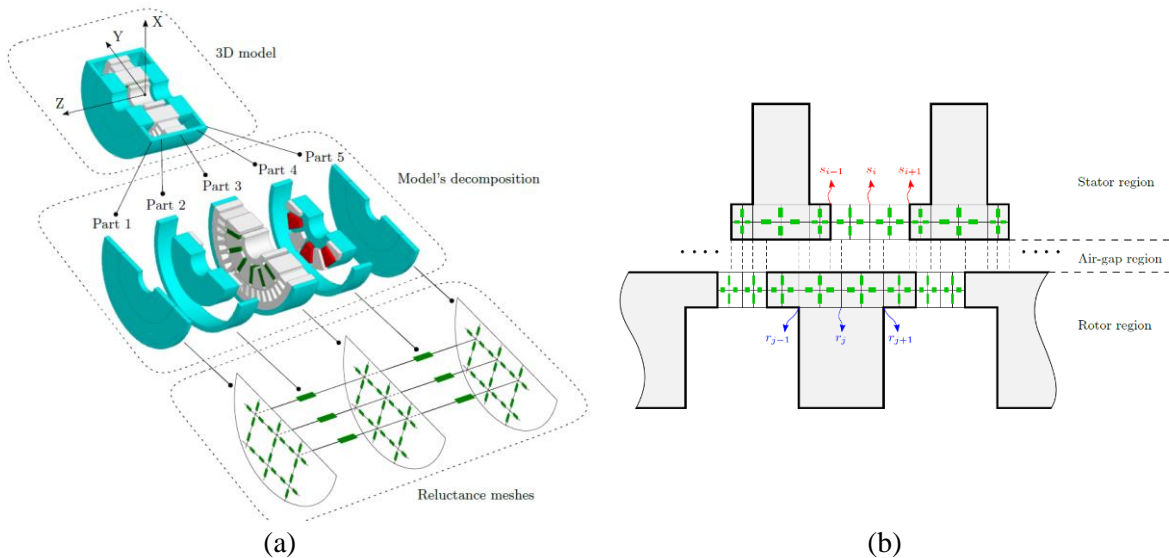 X
Y
Z
3D model
Part 5
Part 4
Part 3
Part 2
Part 1
Model's decomposition
Reluctance meshes
(a)
s_{i−1} s_i s_{i+1}
Stator region
Air-gap region
Rotor region
r_{j−1} r_j r_{j+1}
(b)